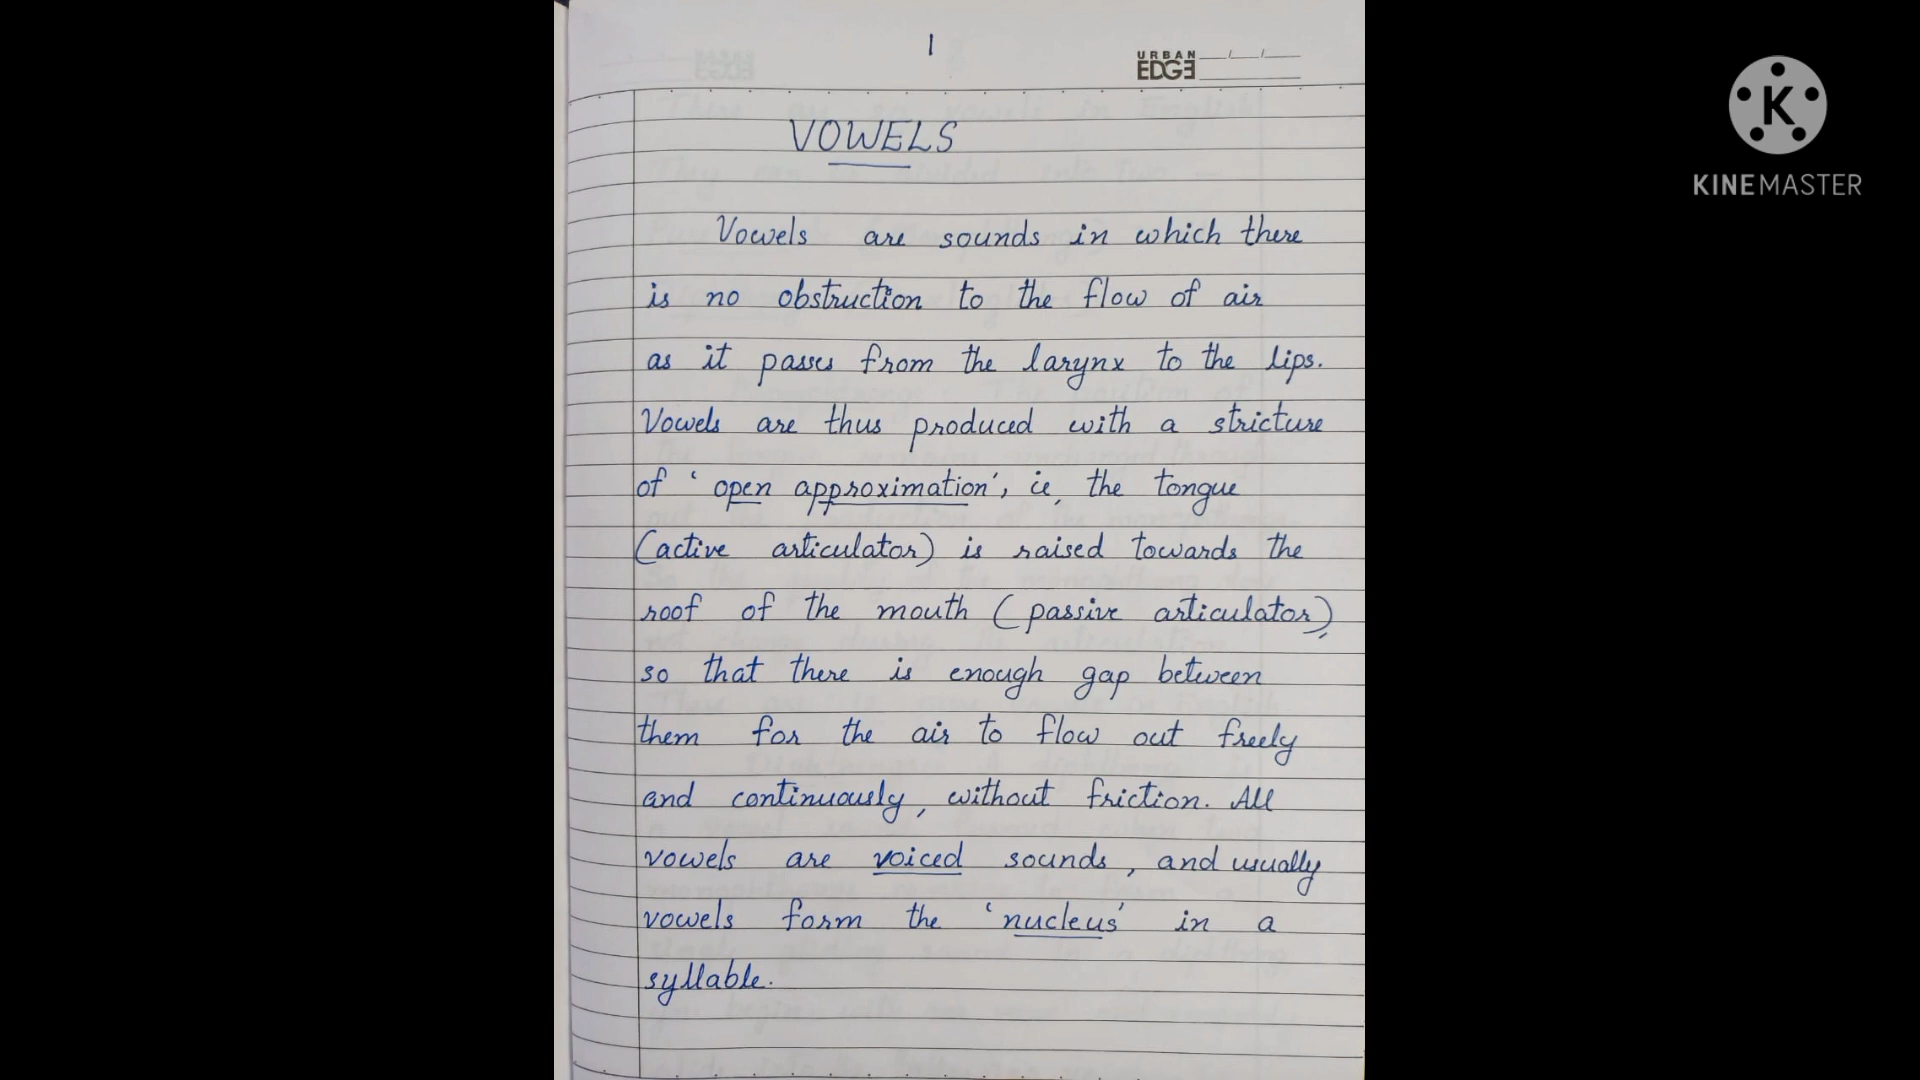 1
URBAN
EDGE
VOWELS
Vowels are sounds in which there
is no obstruction to the flow of air
as it passes from the larynx to the lips.
Vowels are thus produced with a stricture
of 'open approximation', ie, the tongue
(active articulator) is raised towards the
roof of the mouth (passive articulator),
so that there is enough gap between
them for the air to flow out freely
and continuously, without friction. All
vowels are voiced sounds, and usually
vowels form the 'nucleus' in a
syllable.
K
KINEMASTER